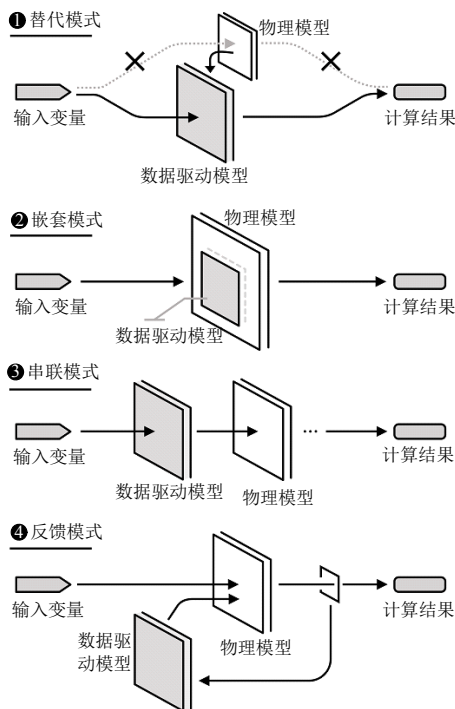 ❶替代模式
物理模型
输入变量
计算结果
数据驱动模型
❷嵌套模式
物理模型
输入变量
计算结果
数据驱动模型
❸串联模式
...
输入变量
计算结果
数据驱动模型
物理模型
❹反馈模式
输入变量
计算结果
数据驱
动模型
物理模型